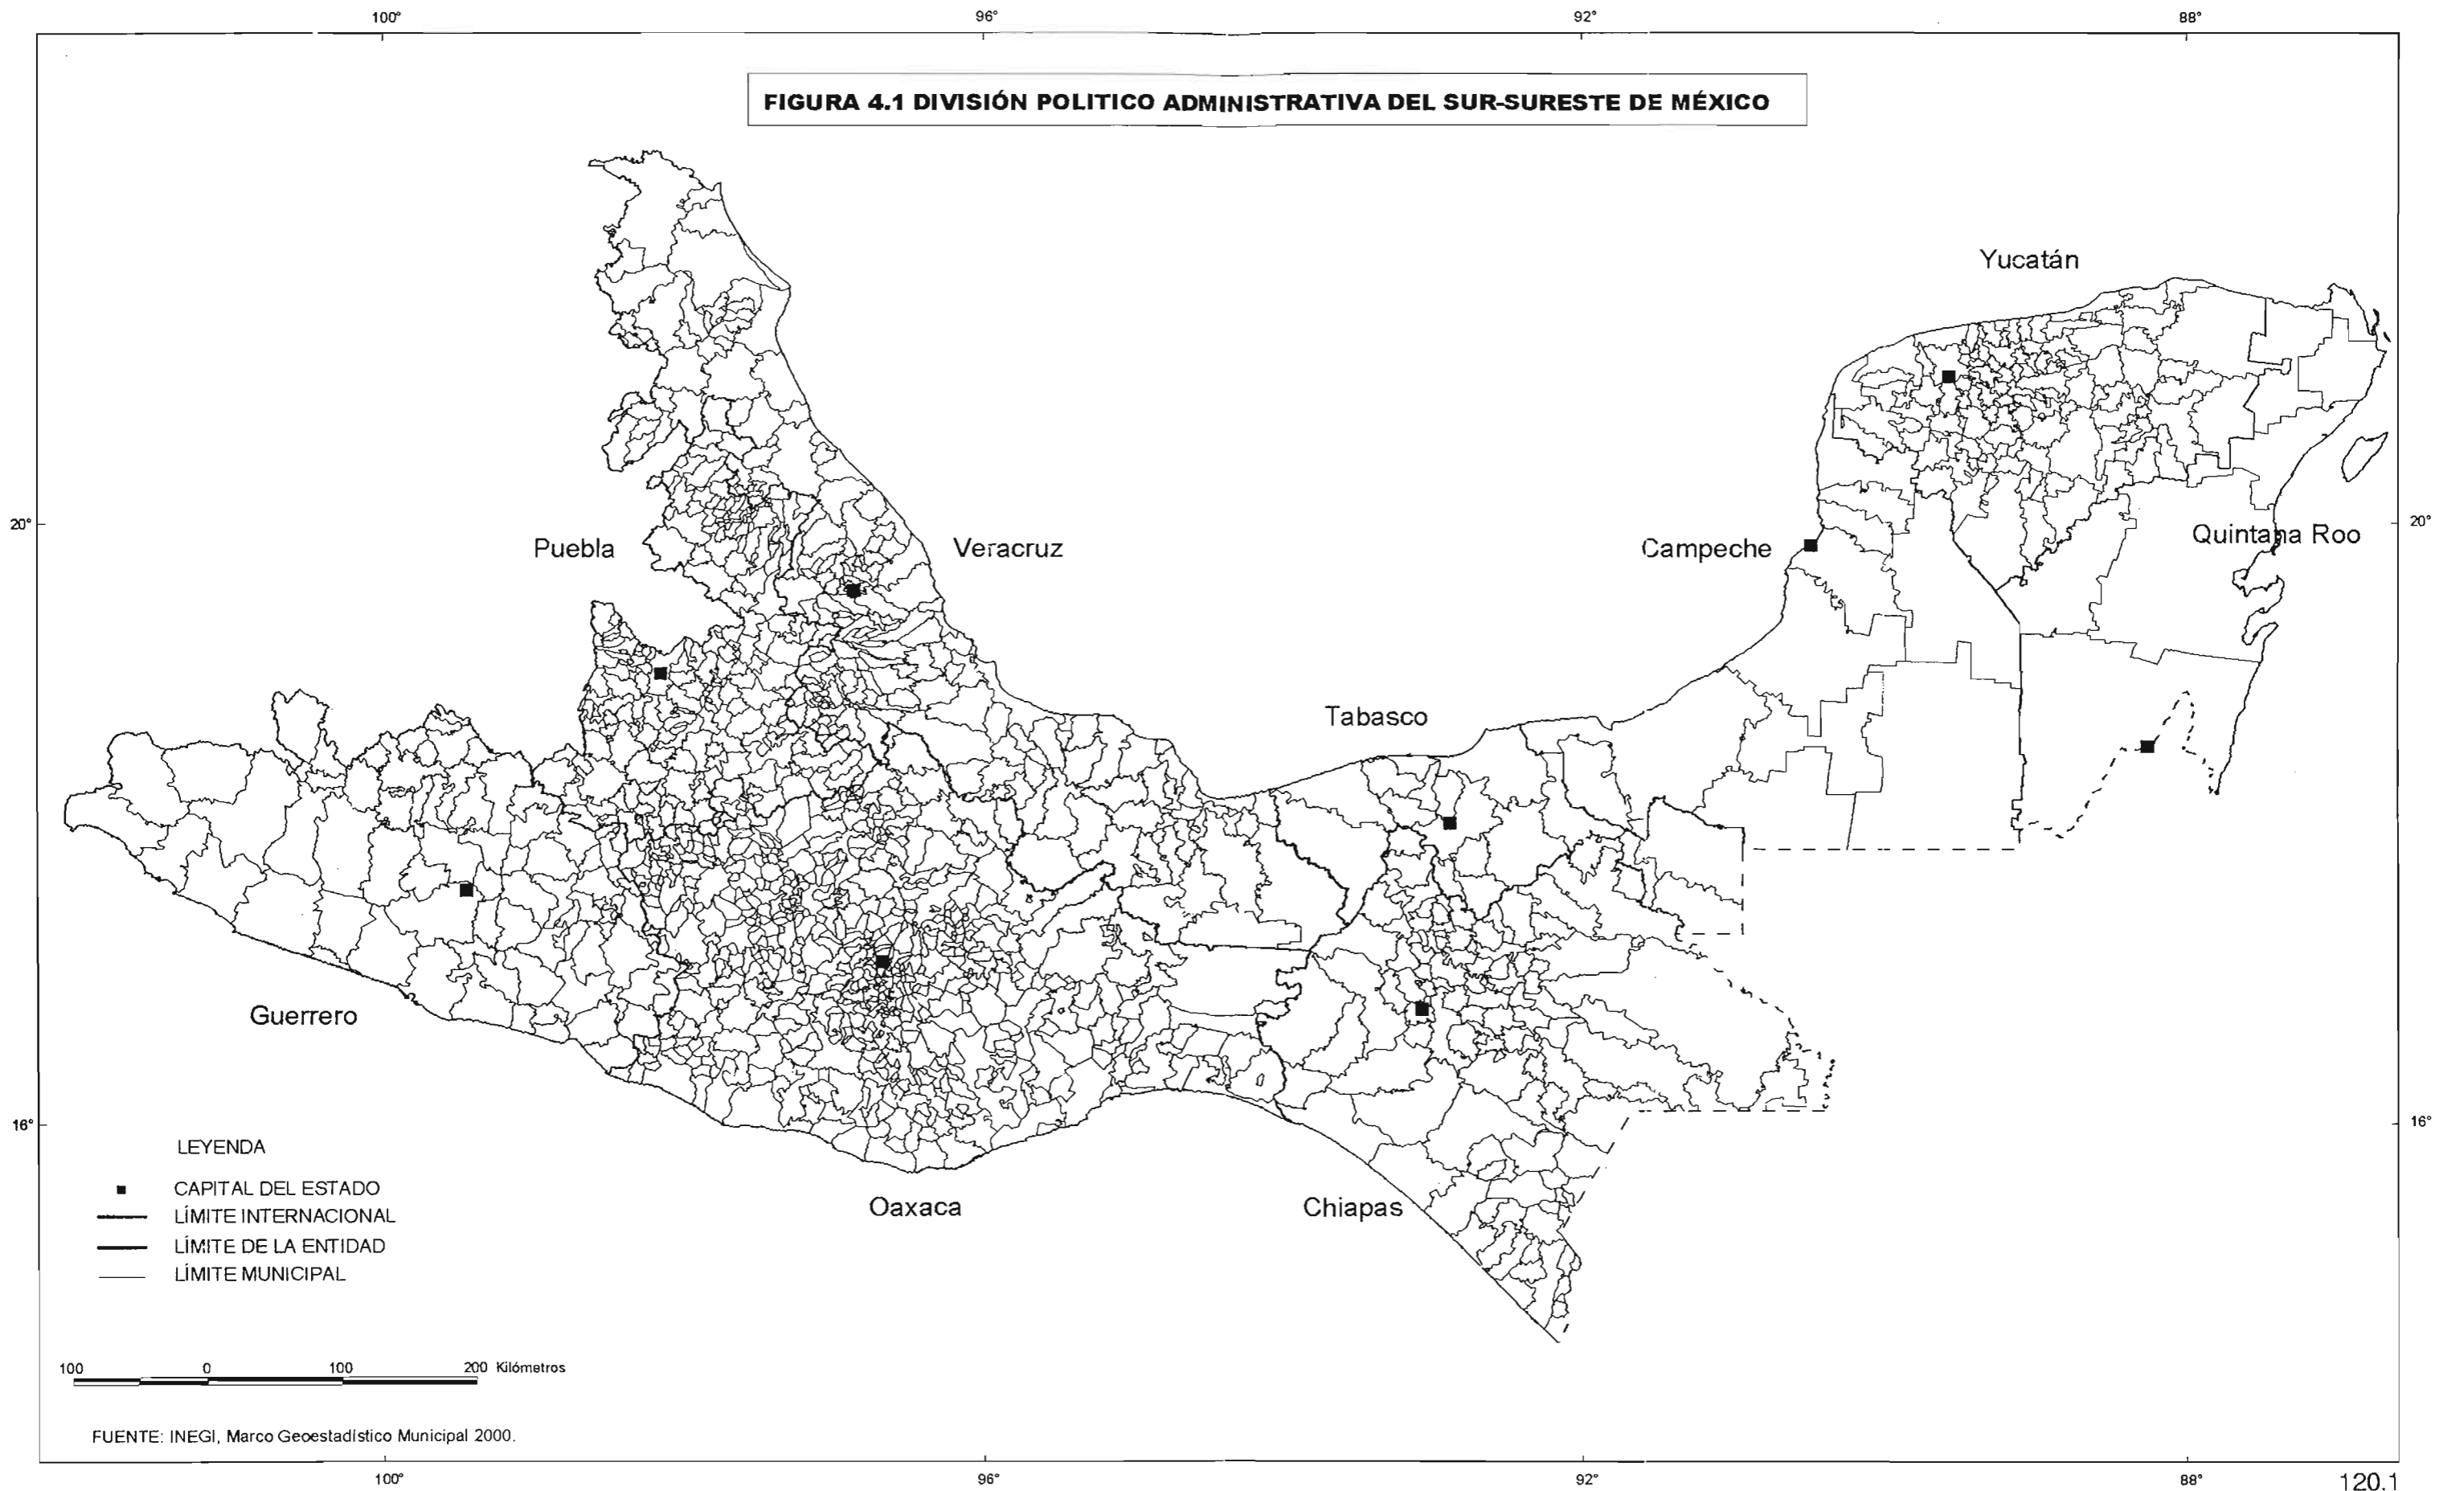 100° 96° 92° 88°
FIGURA 4.1 DIVISIÓN POLITICO ADMINISTRATIVA DEL SUR-SURESTE DE MÉXICO
Yucatán
20° 20°
Quintana Roo
Puebla Veracruz Campeche
Tabasco
Guerrero
16° 16°
LEYENDA
CAPITAL DEL ESTADO
Oaxaca Chiapas
LÍMITE INTERNACIONAL
LÍMITE DE LA ENTIDAD
LÍMITE MUNICIPAL
100 0 100 200 Kilómetros
FUENTE: INEGI, Marco Geoestadístico Municipal 2000.
100° 96° 92° 88°
120.1